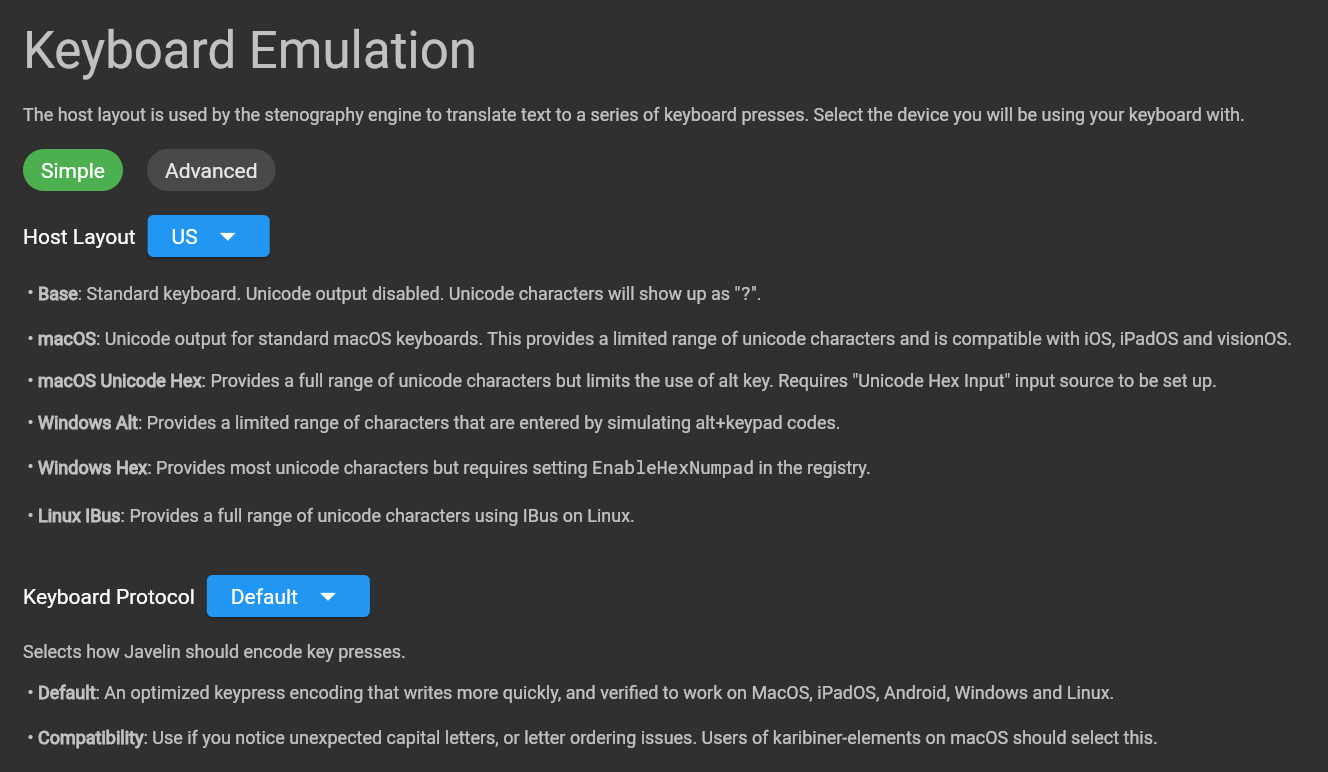 Keyboard Emulation
The host layout is used by the stenography engine to translate text to a series of keyboard presses. Select the device you will be using your keyboard with.
Simple Advanced
Host Layout US
• Base: Standard keyboard. Unicode output disabled. Unicode characters will show up as "?".
• macOS: Unicode output for standard macOS keyboards. This provides a limited range of unicode characters and is compatible with iOS, iPadOS and visionOS.
• macOS Unicode Hex: Provides a full range of unicode characters but limits the use of alt key. Requires "Unicode Hex Input" input source to be set up.
• Windows Alt: Provides a limited range of characters that are entered by simulating alt+keypad codes.
• Windows Hex: Provides most unicode characters but requires setting EnableHexNumpad in the registry.
• Linux IBus: Provides a full range of unicode characters using IBus on Linux.
Keyboard Protocol Default
Selects how Javelin should encode key presses.
• Default: An optimized keypress encoding that writes more quickly, and verified to work on MacOS, iPadOS, Android, Windows and Linux.
• Compatibility: Use if you notice unexpected capital letters, or letter ordering issues. Users of karibiner-elements on macOS should select this.